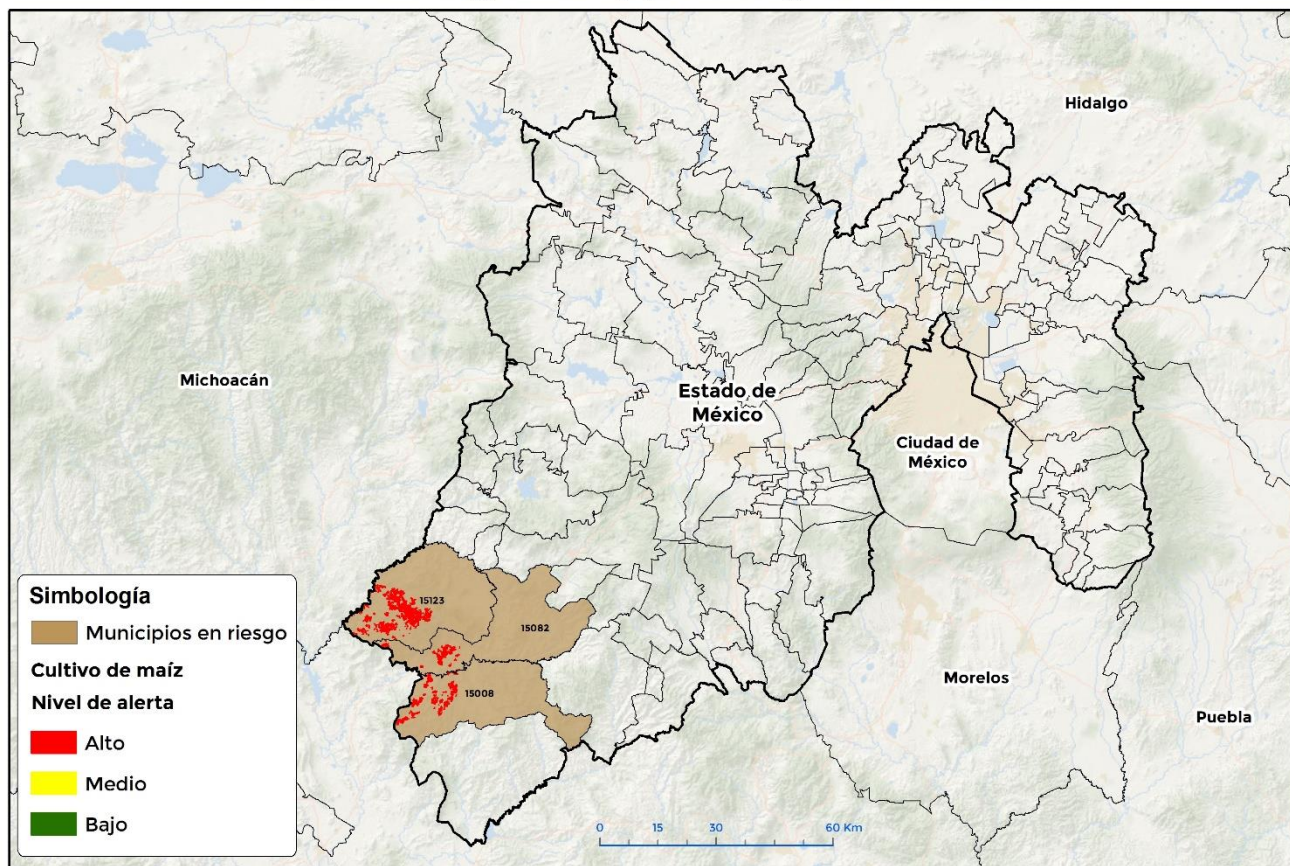 Hidalgo
Michoacán
Estado de
México
Ciudad de
México
15123
15082
15008
Morelos
Puebla
Simbología
Municipios en riesgo
Cultivo de maíz
Nivel de alerta
Alto
Medio
Bajo
0 15 30 60 Km